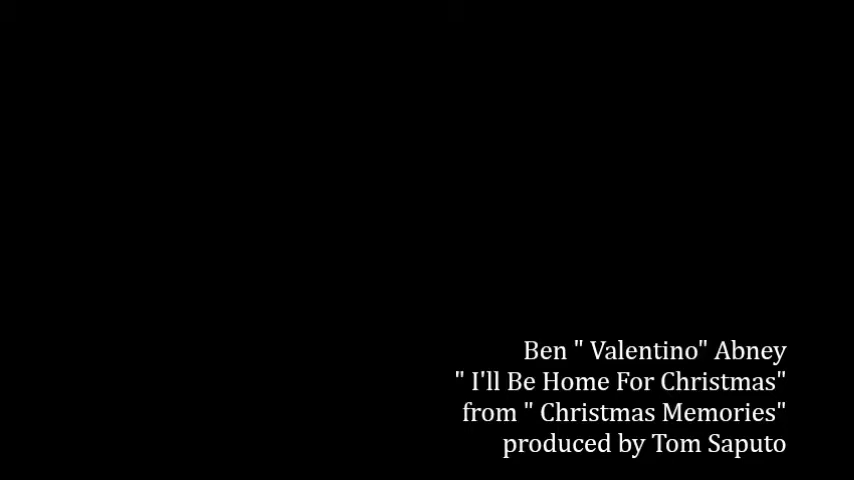 Ben " Valentino" Abney
" I'll Be Home For Christmas"
from " Christmas Memories"
produced by Tom Saputo